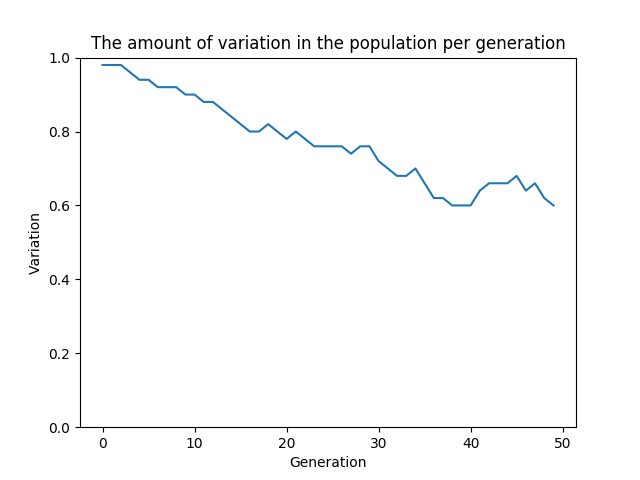 The amount of variation in the population per generation
1.0
0.8
0.6
0.4
0.2
0.0
Variation
0 10 20 30 40 50
Generation